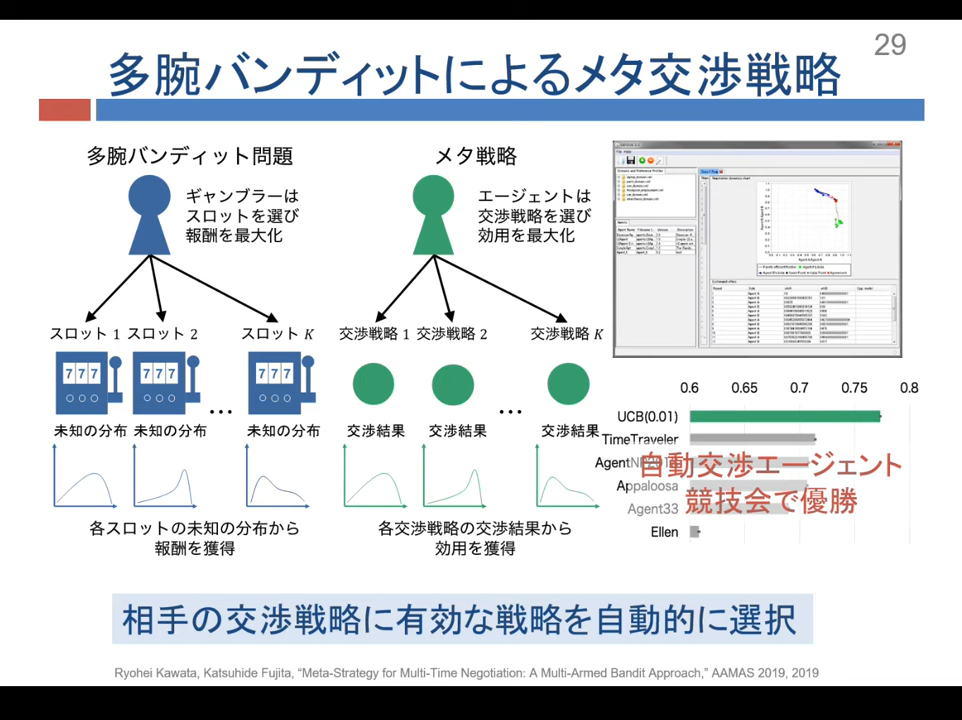 29
多腕バンディットによるメタ交渉戦略
多腕バンディット問題
ギャンブラーは
スロットを選び
報酬を最大化
スロット 1
スロット 2
スロット K
7 7 7
7 7 7
7 7 7
...
未知の分布
未知の分布
未知の分布
各スロットの未知の分布から
報酬を獲得
メタ戦略
エージェントは
交渉戦略を選び
効用を最大化
交渉戦略 1
交渉戦略 2
交渉戦略 K
...
交渉結果
交渉結果
交渉結果
各交渉戦略の交渉結果から
効用を獲得
0.6 0.65 0.7 0.75 0.8
UCB(0.01)
TimeTraveler
Appaloosa
Agent33
Ellen
自動交渉エージェント
競技会で優勝
相手の交渉戦略に有効な戦略を自動的に選択
Ryohei Kawata, Katsuhide Fujita, “Meta-Strategy for Multi-Time Negotiation: A Multi-Armed Bandit Approach,” AAMAS 2019, 2019